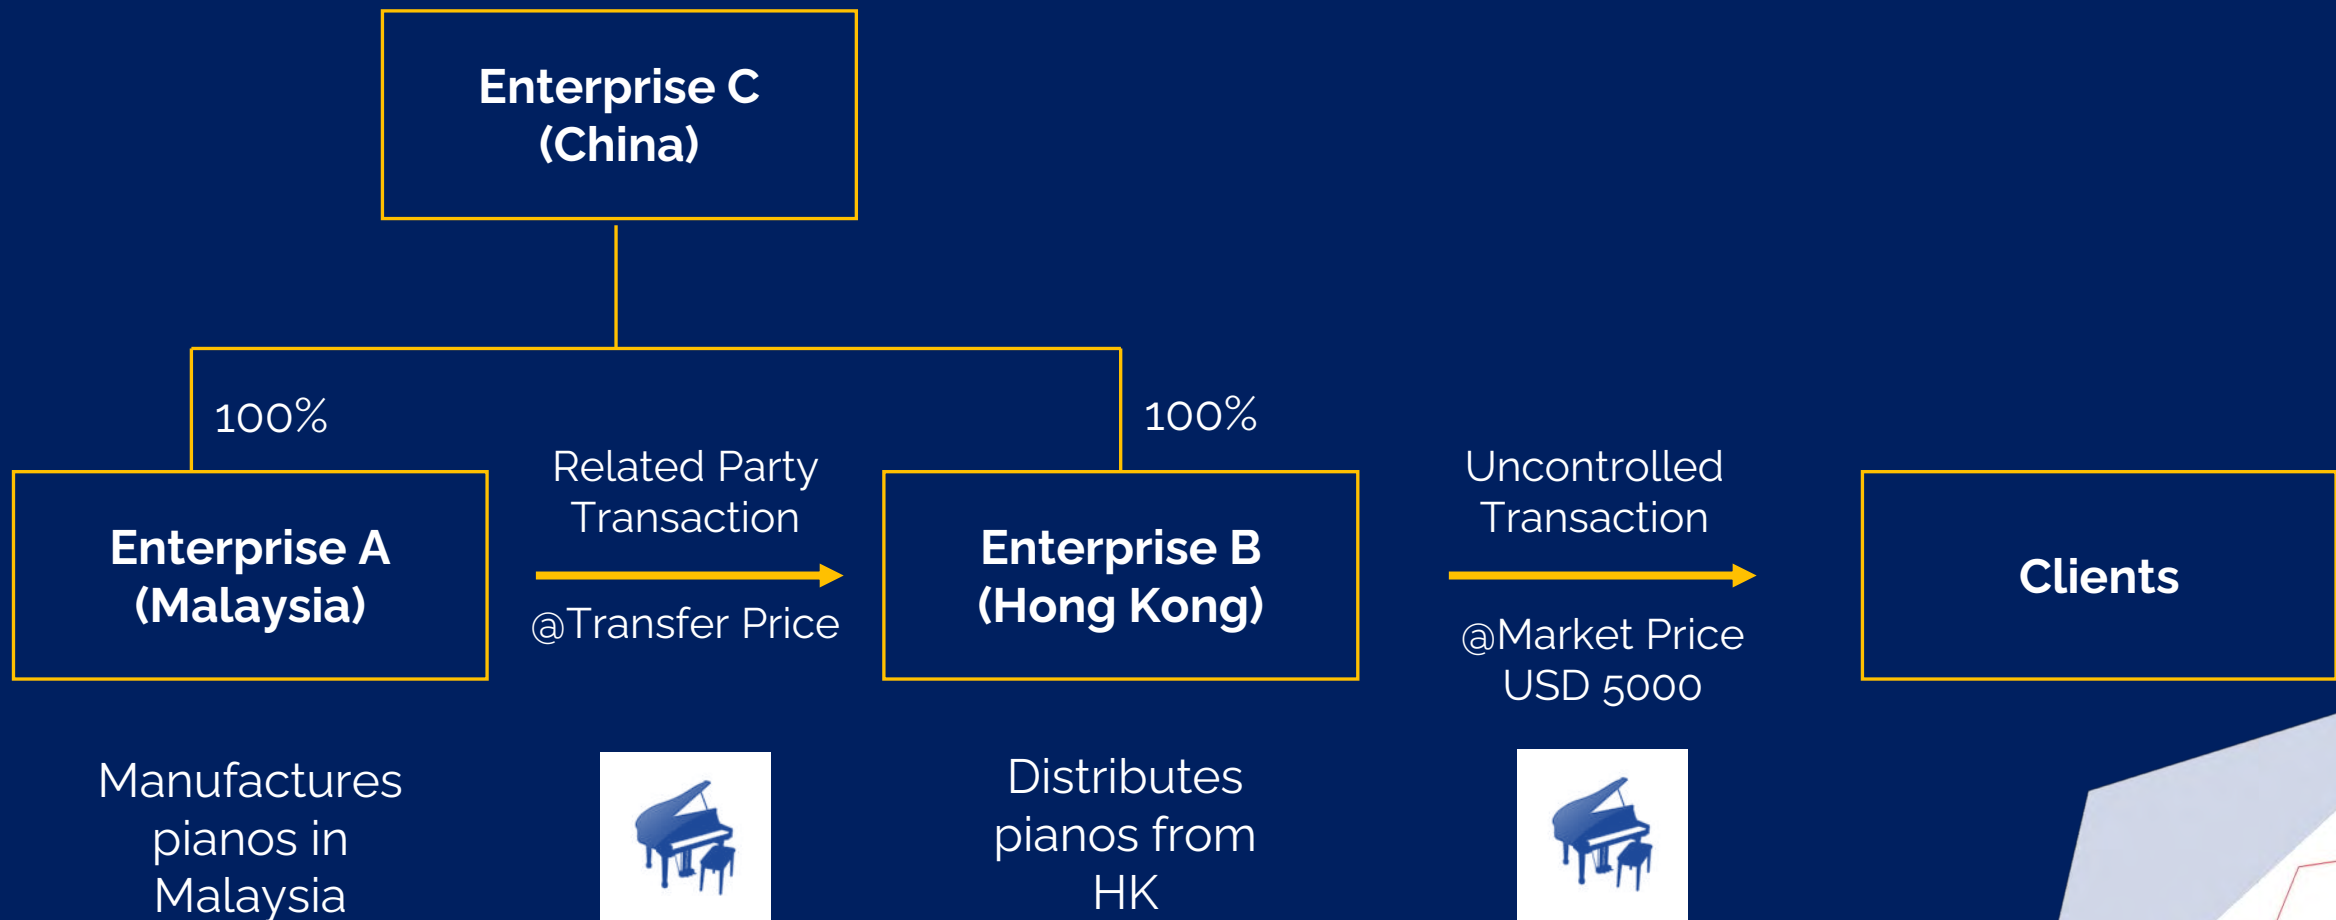 Enterprise C
(China)
100%
100%
Related Party
Transaction
@Transfer Price
Uncontrolled
Transaction
@Market Price
USD 5000
Enterprise A
(Malaysia)
Enterprise B
(Hong Kong)
Clients
Manufactures
pianos in
Malaysia
Distributes
pianos from
HK